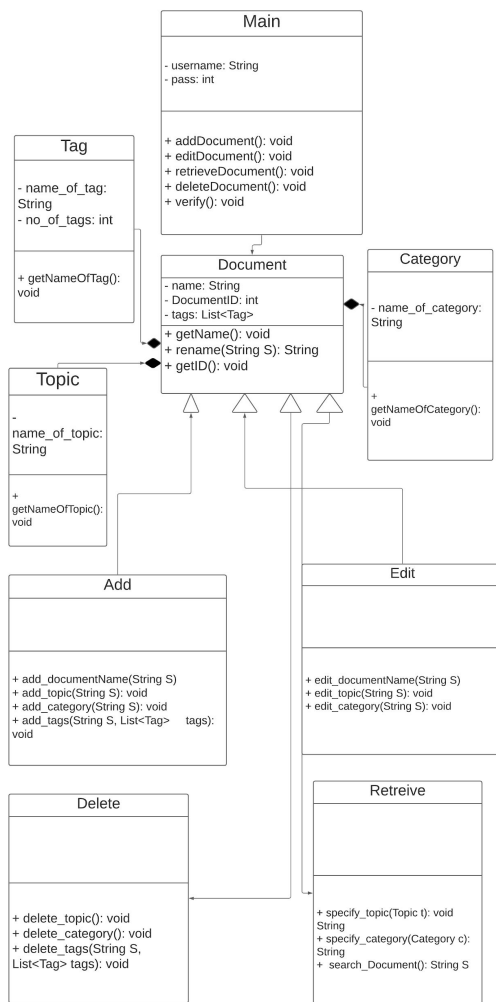 Main
- username: String
- pass: int
+ addDocument(): void
+ editDocument(): void
+ retrieveDocument(): void
+ deleteDocument(): void
+ verify(): void
Tag
- name_of_tag:
String
- no_of_tags: int
+ getNameOfTag():
void
Document
- name: String
- DocumentID: int
- tags: List<Tag>
+ getName(): void
+ rename(String S): String
+ getID(): void
Category
- name_of_category:
String
+
getNameOfCategory():
void
Topic
-
name_of_topic:
String
+
getNameOfTopic():
void
Add
+ add_documentName(String S)
+ add_topic(String S): void
+ add_category(String S): void
+ add_tags(String S, List<Tag> tags):
void
Edit
+ edit_documentName(String S)
+ edit_topic(String S): void
+ edit_category(String S): void
Delete
+ delete_topic(): void
+ delete_category(): void
+ delete_tags(String S,
List<Tag> tags): void
Retreive
+ specify_topic(Topic t): void
String
+ specify_category(Category c):
String
+ search_Document(): String S